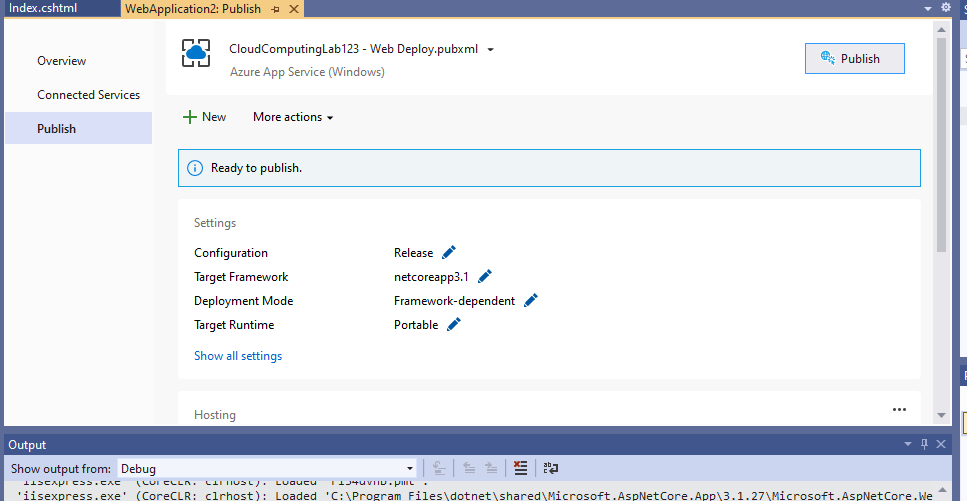 Index.cshtml
WebApplication2: Publish
Overview
Connected Services
Publish
CloudComputingLab123 - Web Deploy.pubxml
Azure App Service (Windows)
Publish
New
More actions
Ready to publish.
Settings
Configuration Release
Target Framework netcoreapp3.1
Deployment Mode Framework-dependent
Target Runtime Portable
Show all settings
Hosting
Output
Show output from: Debug
'iisexpress.exe' (CoreCLR: clrhost): Loaded
'iisexpress.exe' (CoreCLR: clrhost): Loaded 'C:\Program Files\dotnet\shared\Microsoft.AspNetCore.App\3.1.27\Microsoft.AspNetCore.We